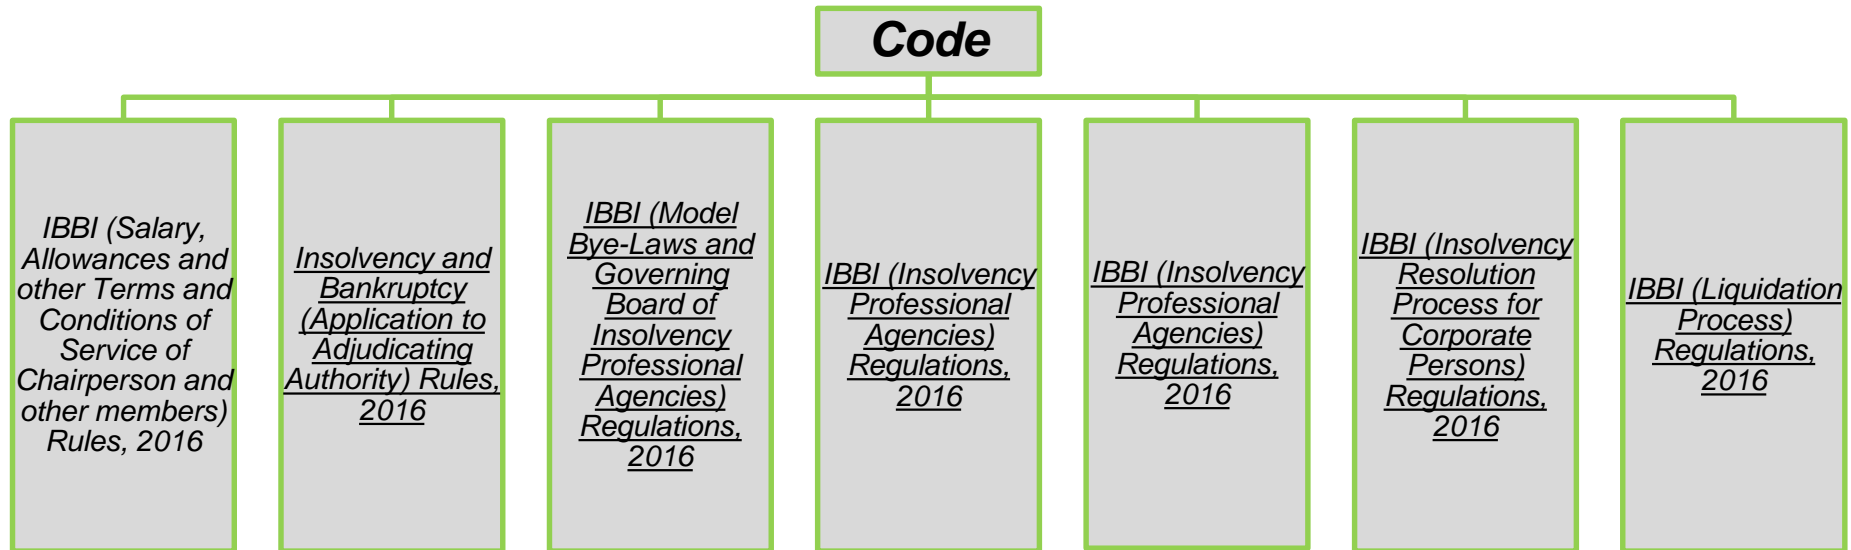 Code
IBBI (Salary,
Allowances and
other Terms and
Conditions of
Service of
Chairperson and
other members)
Rules, 2016
Insolvency and
Bankruptcy
(Application to
Adjudicating
Authority) Rules,
2016
IBBI (Model
Bye-Laws and
Governing
Board of
Insolvency
Professional
Agencies)
Regulations,
2016
IBBI (Insolvency
Professional
Agencies)
Regulations,
2016
IBBI (Insolvency
Professional
Agencies)
Regulations,
2016
IBBI (Insolvency
Resolution
Process for
Corporate
Persons)
Regulations,
2016
IBBI (Liquidation
Process)
Regulations,
2016